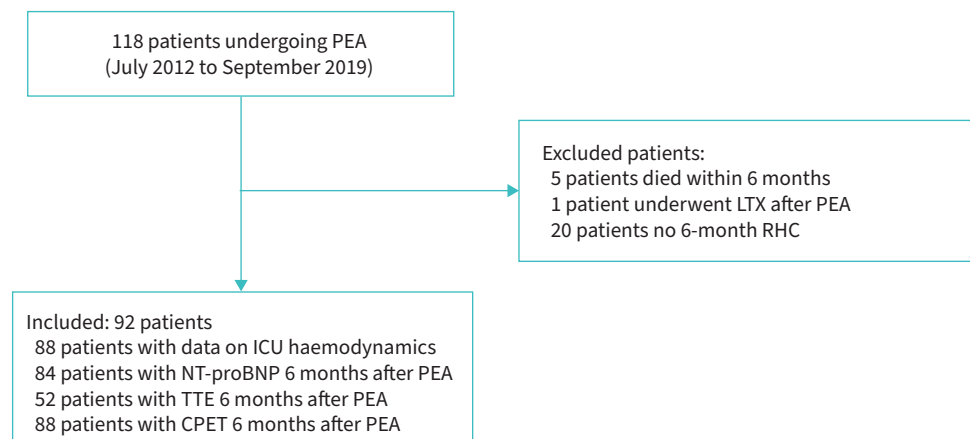 118 patients undergoing PEA
(July 2012 to September 2019)
Excluded patients:
5 patients died within 6 months
1 patient underwent LTX after PEA
20 patients no 6-month RHC
Included: 92 patients
88 patients with data on ICU haemodynamics
84 patients with NT-proBNP 6 months after PEA
52 patients with TTE 6 months after PEA
88 patients with CPET 6 months after PEA